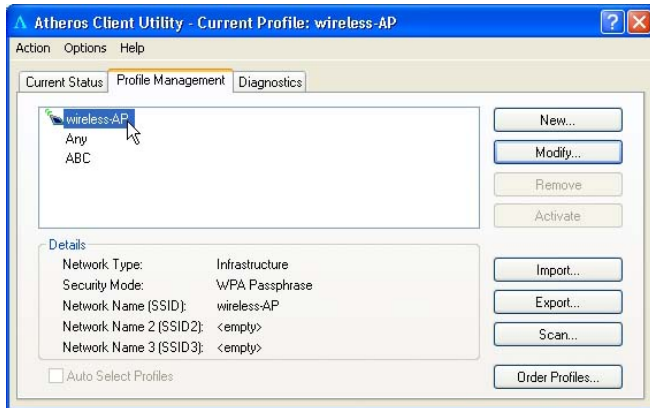 Atheros Client Utility - Current Profile: wireless-AP
Action Options Help
Current Status Profile Management Diagnostics
wireless-AP
Any
ABC
New...
Modify...
Remove
Activate
Details
Network Type: Infrastructure
Security Mode: WPA Passphrase
Network Name (SSID): wireless-AP
Network Name 2 (SSID2): <empty>
Network Name 3 (SSID3): <empty>
Import...
Export...
Scan...
Auto Select Profiles
Order Profiles...